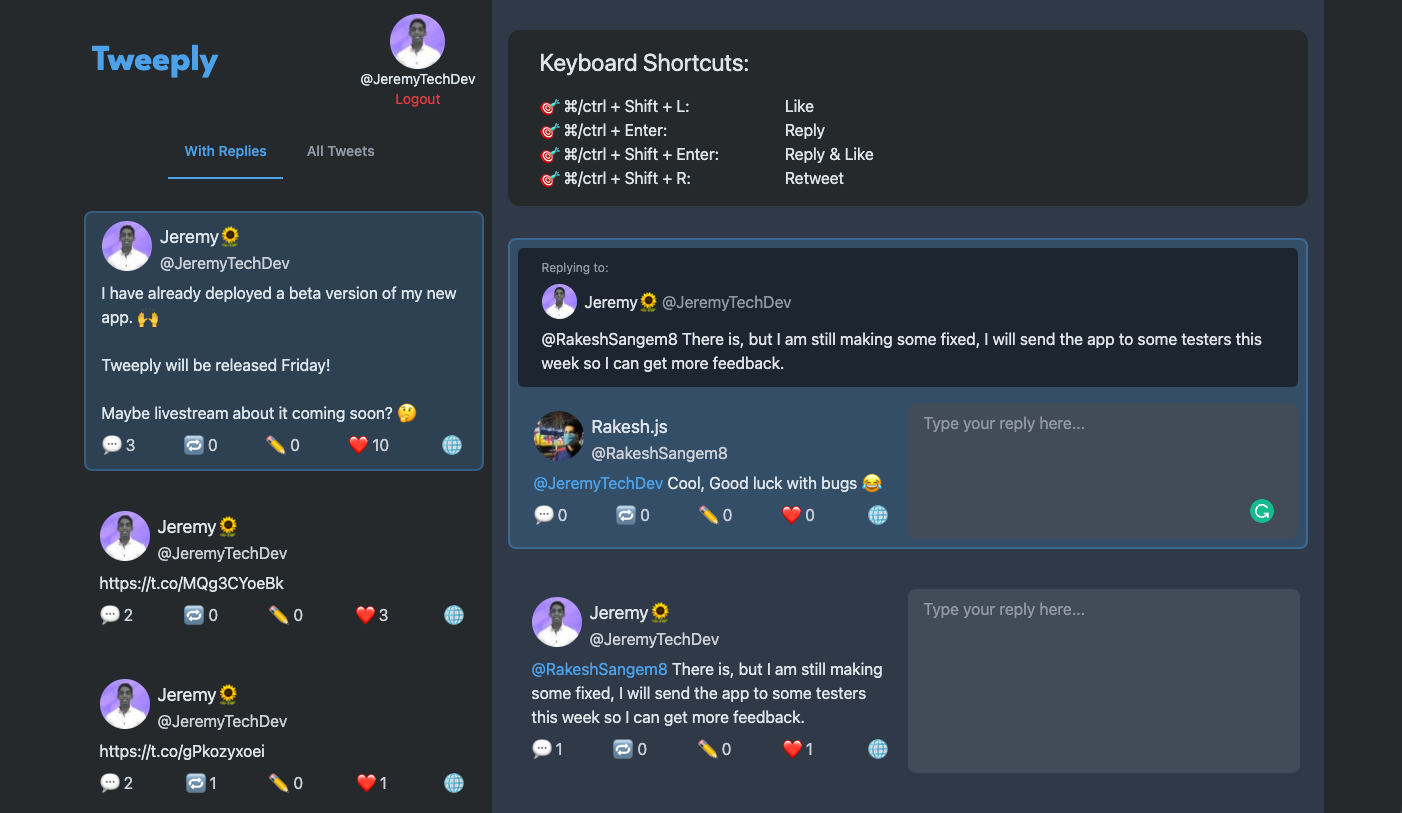 Tweeply
@JeremyTechDev
Logout
With Replies
All Tweets
Jeremy🌻
@JeremyTechDev
I have already deployed a beta version of my new
app. 🙌
Tweeply will be released Friday!
Maybe livestream about it coming soon? 🤔
💬 3 🔁 0 ✏️ 0 ❤️ 10 🌐
Jeremy🌻
@JeremyTechDev
https://t.co/MQg3CYoeBk
💬 2 🔁 0 ✏️ 0 ❤️ 3 🌐
Jeremy🌻
@JeremyTechDev
https://t.co/gPkozyxoei
💬 2 🔁 1 ✏️ 0 ❤️ 1 🌐
Keyboard Shortcuts:
🎯 ⌘/ctrl + Shift + L: Like
🎯 ⌘/ctrl + Enter: Reply
🎯 ⌘/ctrl + Shift + Enter: Reply & Like
🎯 ⌘/ctrl + Shift + R: Retweet
Replying to:
Jeremy🌻 @JeremyTechDev
@RakeshSangem8 There is, but I am still making some fixed, I will send the app to some testers this
week so I can get more feedback.
Rakesh.js
@RakeshSangem8
@JeremyTechDev Cool, Good luck with bugs 😂
💬 0 🔁 0 ✏️ 0 ❤️ 0 🌐
Type your reply here...
Jeremy🌻
@JeremyTechDev
@RakeshSangem8 There is, but I am still making
some fixed, I will send the app to some testers
this week so I can get more feedback.
💬 1 🔁 0 ✏️ 0 ❤️ 1 🌐
Type your reply here...